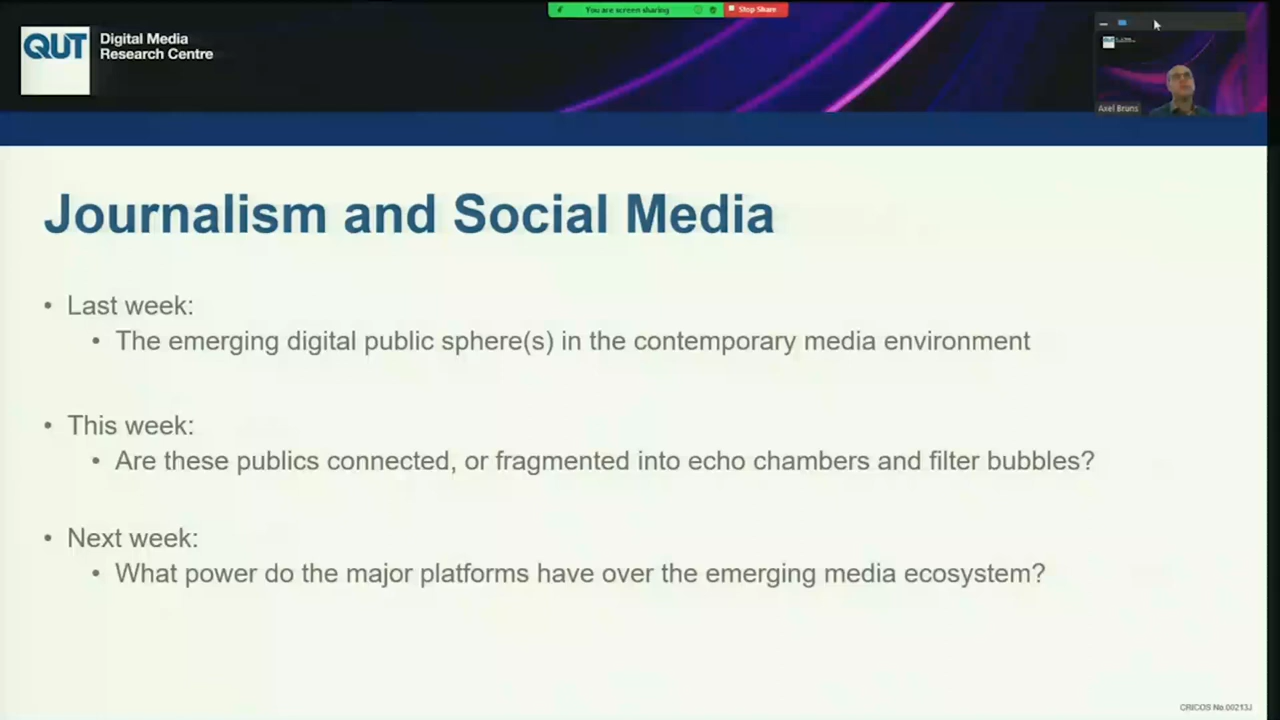 You are screen sharing
Stop Share
QUT
Digital Media
Research Centre
Axel Bruns
Journalism and Social Media
• Last week:
• The emerging digital public sphere(s) in the contemporary media environment
• This week:
• Are these publics connected, or fragmented into echo chambers and filter bubbles?
• Next week:
• What power do the major platforms have over the emerging media ecosystem?
CRICOS No.00213J